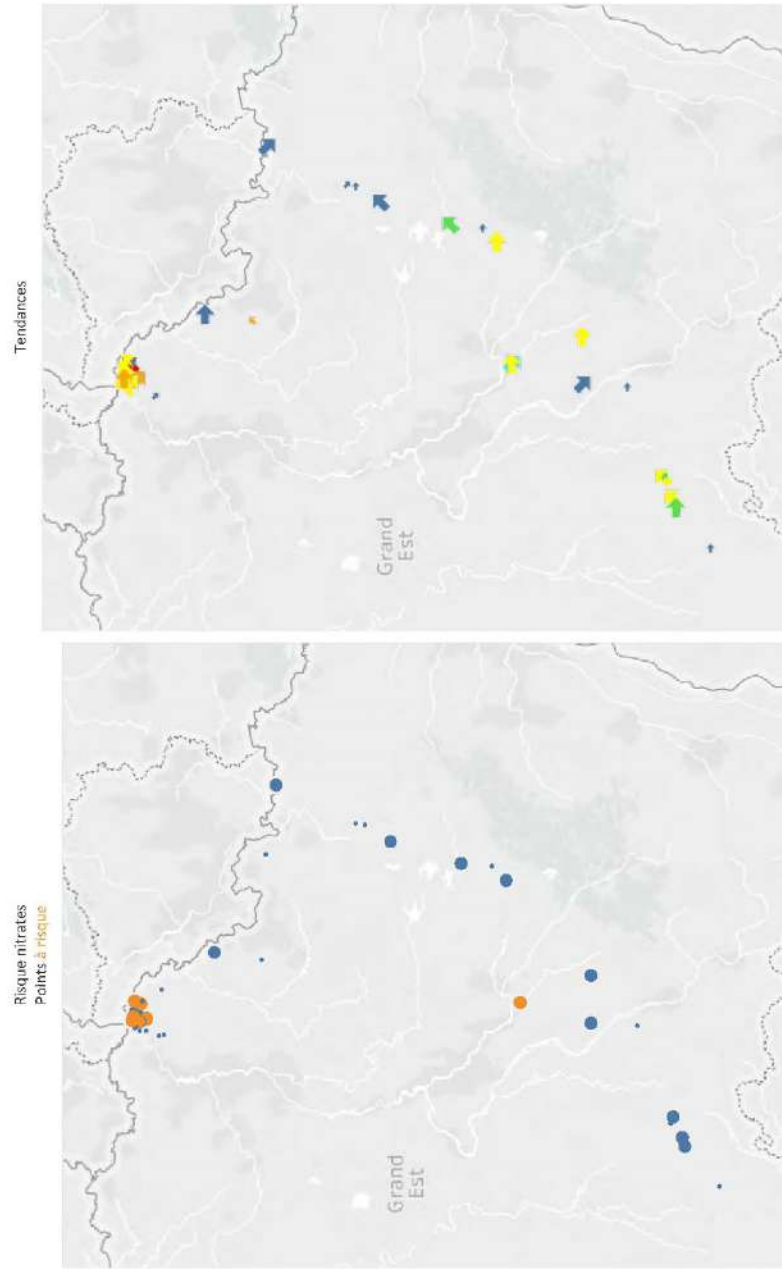 Risque nitrates
Points à risque
Grand
Est
Tendances
Grand
Est